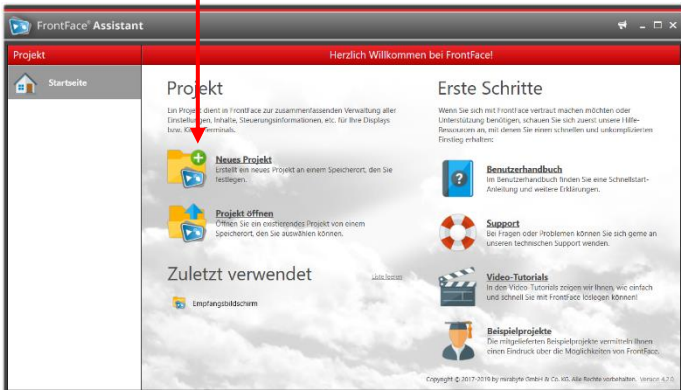 FrontFace® Assistant
Projekt
Herzlich Willkommen bei FrontFace!
Startseite
Projekt
Ein Projekt dient in FrontFace zur zusammenfassenden Verwaltung aller
Einstellungen, Inhalte, Steuerungsinformationen, etc. für Ihre Displays
bzw. Terminals.
Neues Projekt
Erstellt ein neues Projekt an einem Speicherort, den Sie
festlegen.
Projekt öffnen
Öffnen Sie ein existierendes Projekt von einem
Speicherort, den Sie auswählen können.
Zuletzt verwendet
Liste leeren
Empfangsbildschirm
Erste Schritte
Wenn Sie sich mit FrontFace vertraut machen möchten oder
Unterstützung benötigen, schauen Sie sich zuerst unsere Hilfe-
Ressourcen an, mit denen Sie einen schnellen und unkomplizierten
Einstieg erhalten:
Benutzerhandbuch
Im Benutzerhandbuch finden Sie eine Schnellstart-
Anleitung und weitere Erklärungen.
Support
Bei Fragen oder Problemen können Sie sich gerne an
unseren technischen Support wenden.
Video-Tutorials
In den Video-Tutorials zeigen wir Ihnen, wie einfach
und schnell Sie mit FrontFace loslegen können!
Beispielprojekte
Die mitgelieferten Beispielprojekte vermitteln Ihnen
einen Eindruck über die Möglichkeiten von FrontFace.
Copyright © 2017-2019 by mirabyte GmbH & Co. KG. Alle Rechte vorbehalten. Version 4.2.0